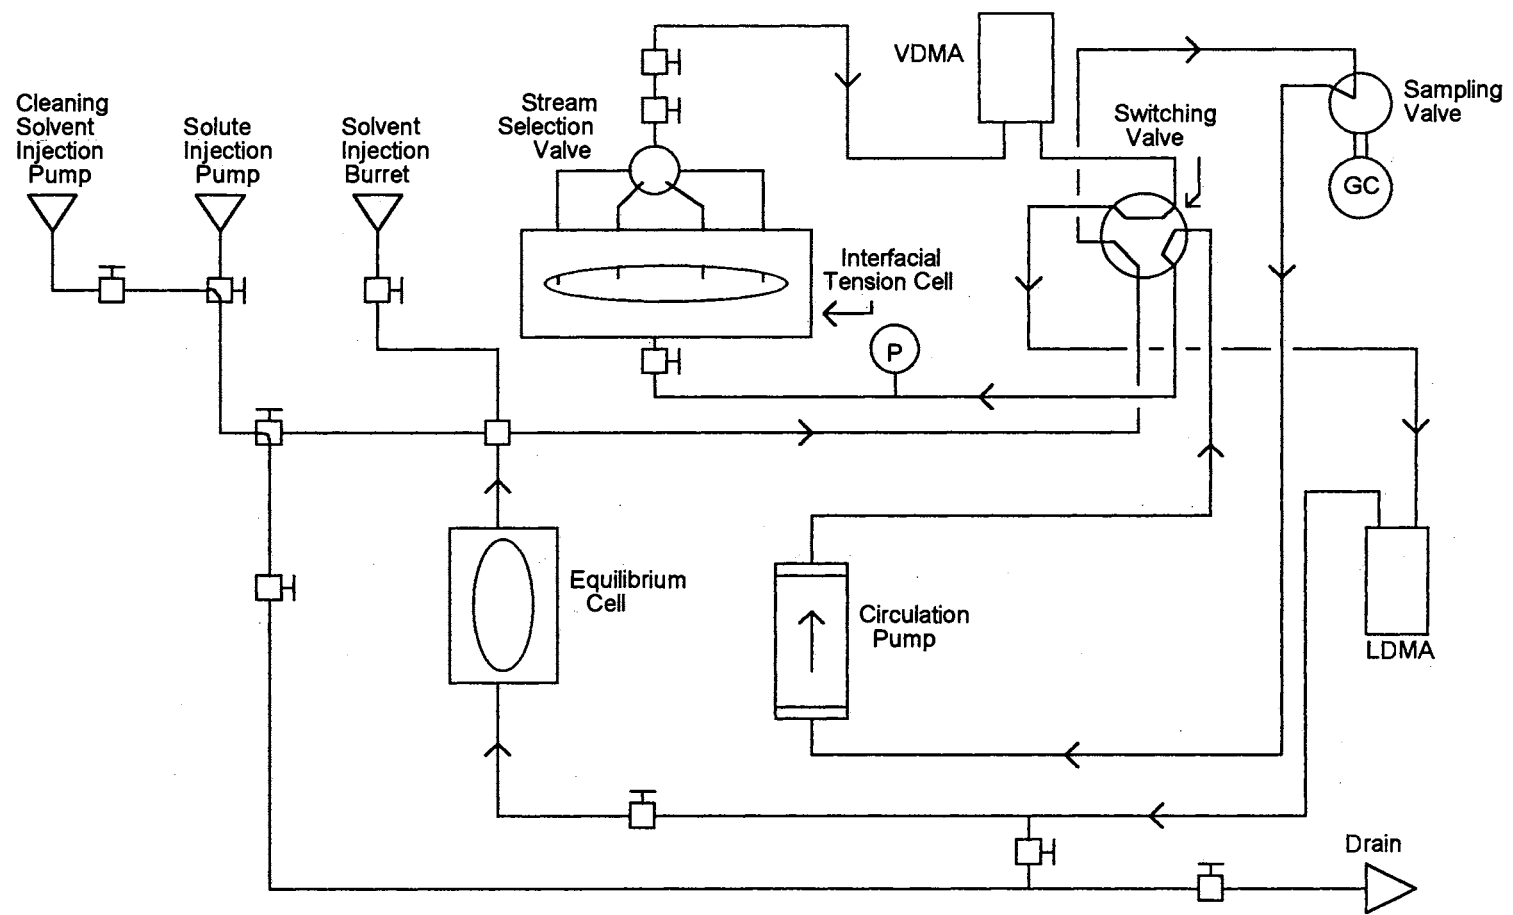 Cleaning
Solvent
Injection
Pump
Solute
Injection
Pump
Solvent
Injection
Burret
Stream
Selection
Valve
VDMA
Switching
Valve
Sampling
Valve
GC
Interfacial
Tension Cell
P
Equilibrium
Cell
Circulation
Pump
LDMA
Drain